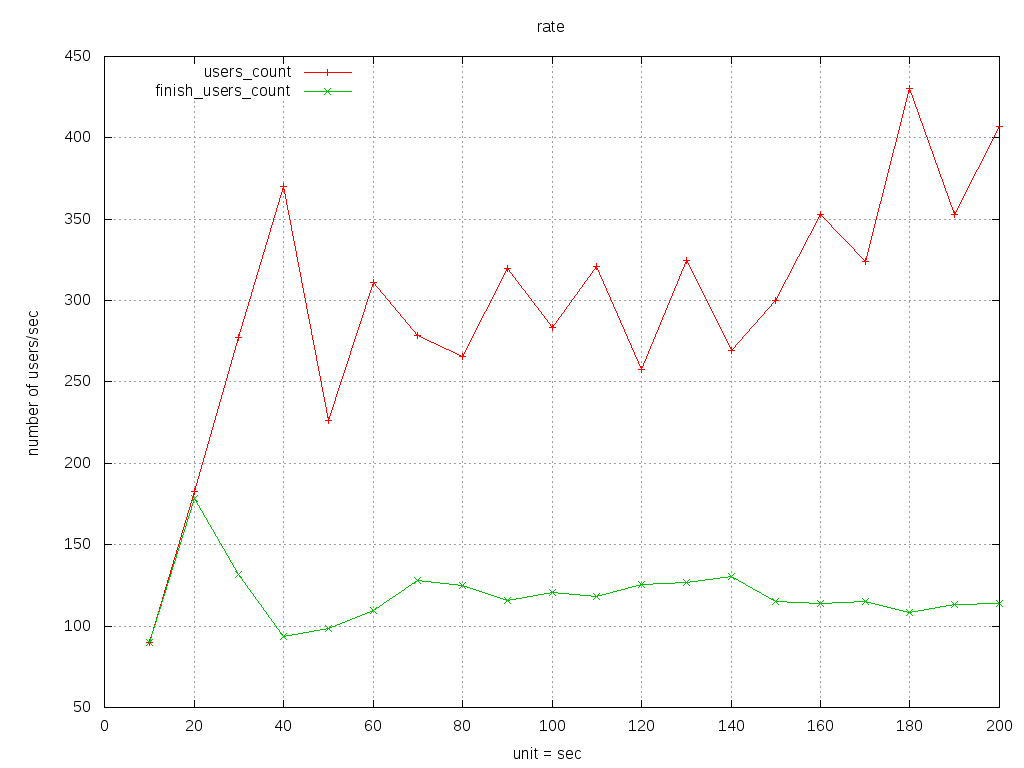 rate
450
400
350
300
250
200
150
100
50
users_count
finish_users_count
number of users/sec
0 20 40 60 80 100 120 140 160 180 200
unit = sec